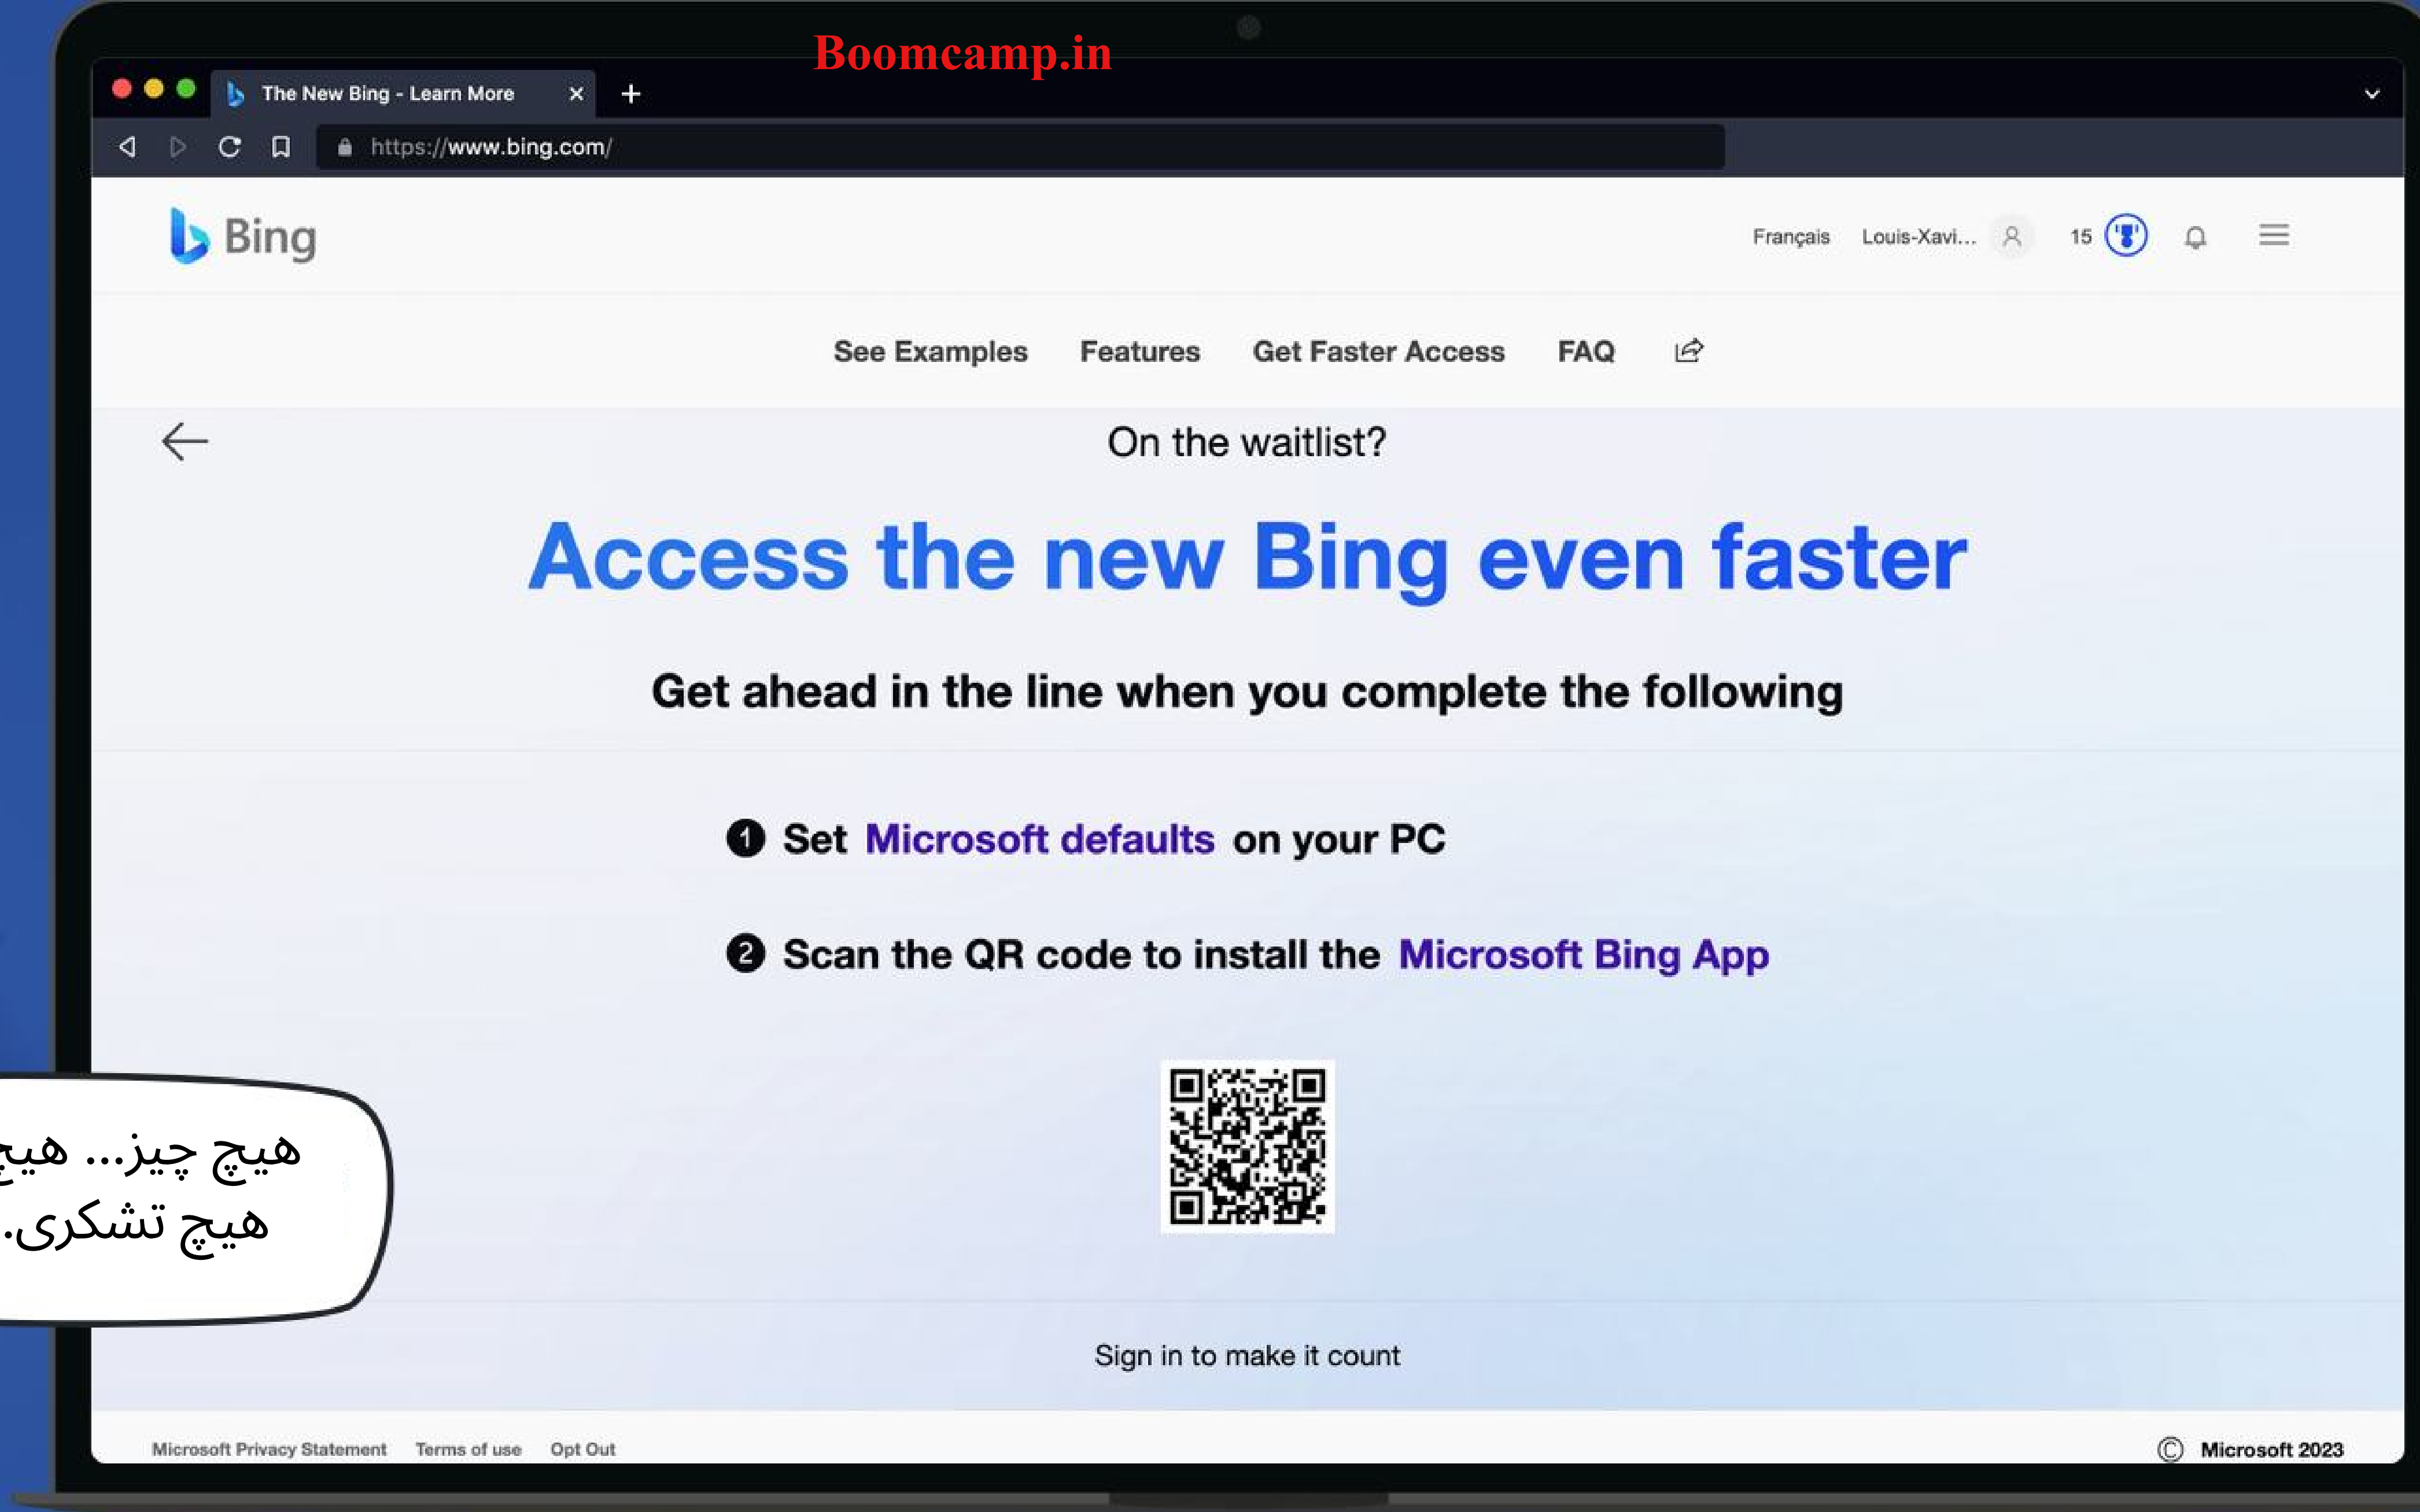 Boomcamp.in
The New Bing - Learn More
https://www.bing.com/
Bing
Français Louis-Xavi... 15
See Examples Features Get Faster Access FAQ
On the waitlist?
Access the new Bing even faster
Get ahead in the line when you complete the following
1 Set Microsoft defaults on your PC
2 Scan the QR code to install the Microsoft Bing App
هیچ چیز... هیچ
هیچ تشکری.
Sign in to make it count
Microsoft Privacy Statement Terms of use Opt Out
© Microsoft 2023